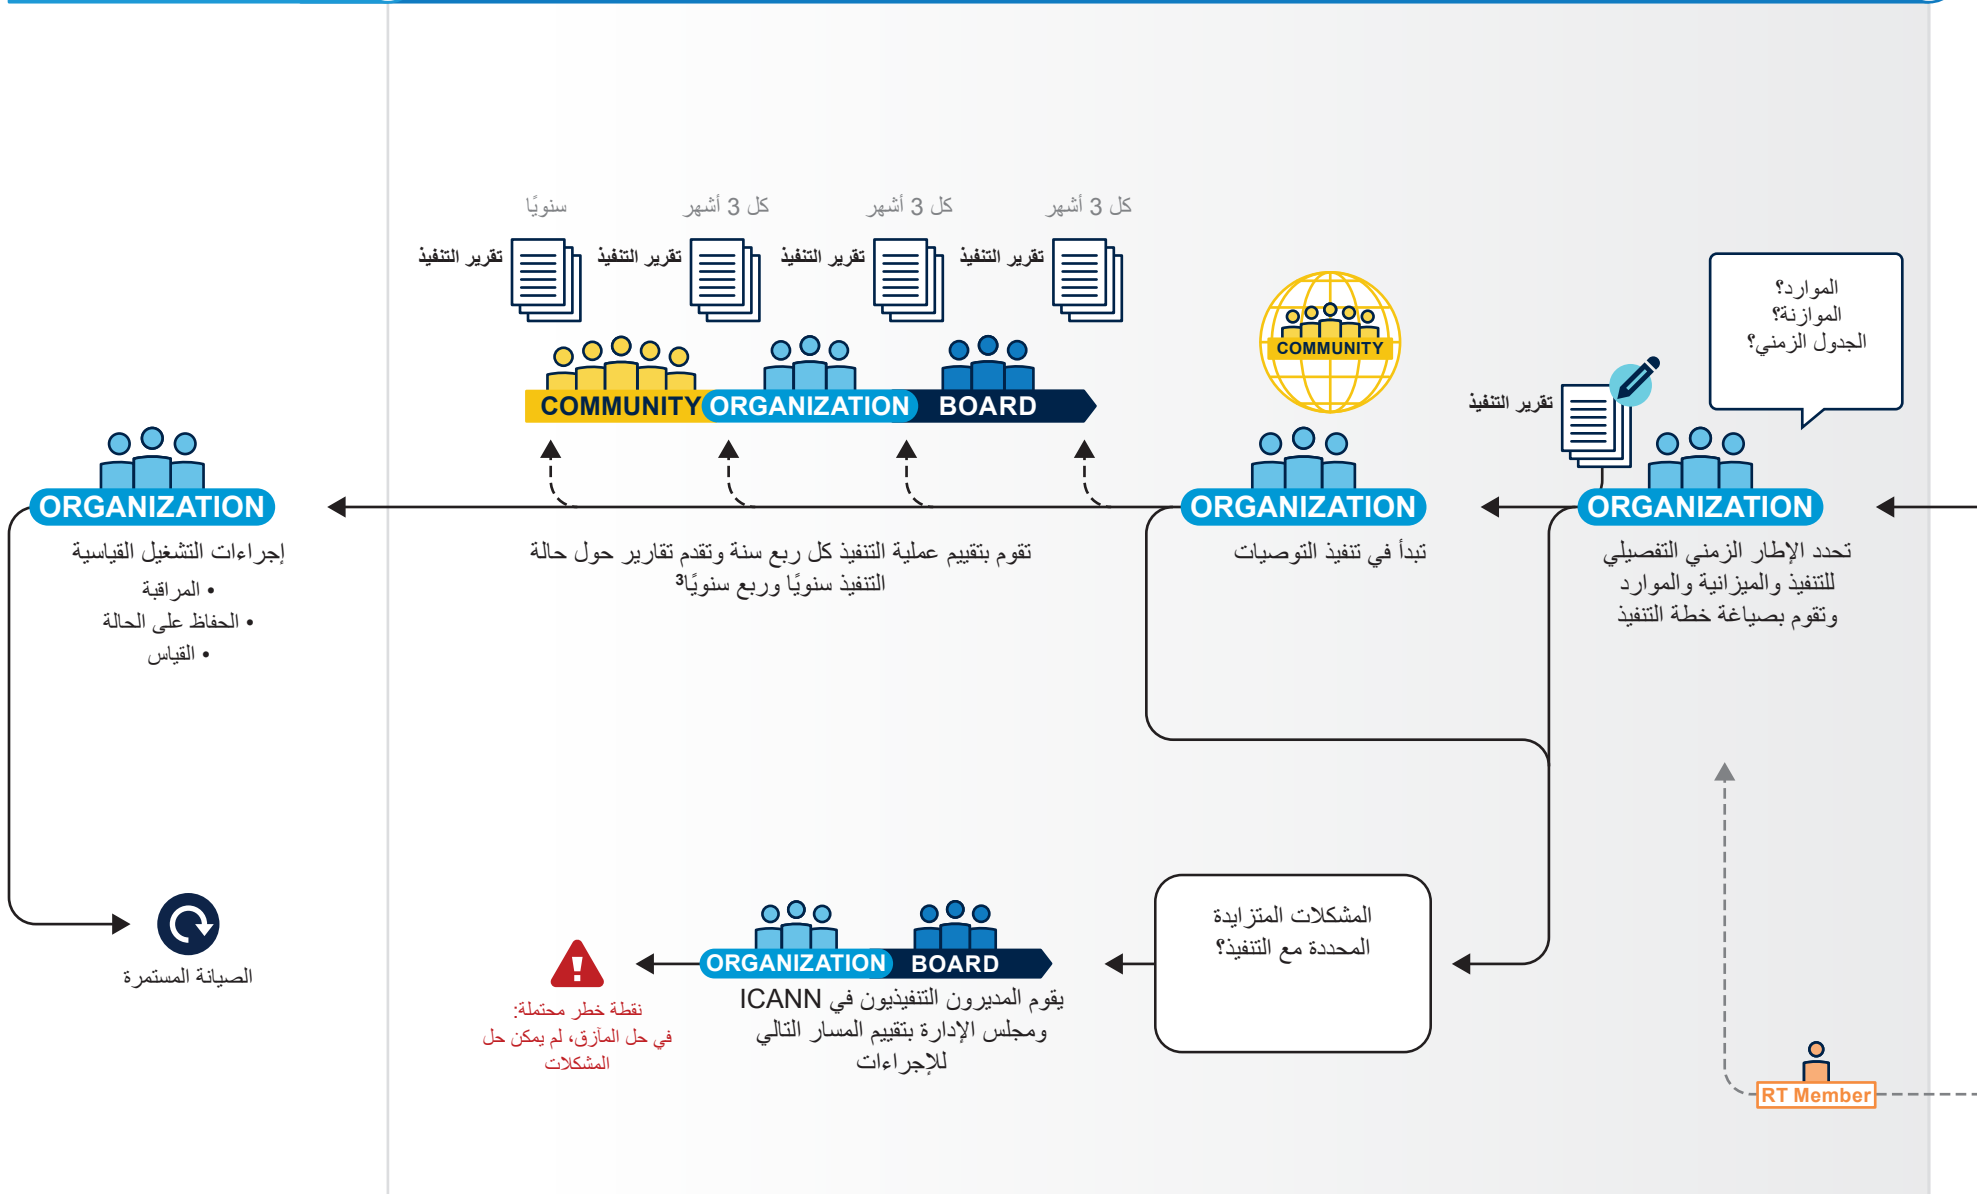 الموارد؟
الموازنة؟
الجدول الزمني؟
تقرير التنفيذ
ORGANIZATION
تحدد الإطار الزمني التفصيلي
للتنفيذ والميزانية والموارد
وتقوم بصياغة خطة التنفيذ
RT Member
COMMUNITY
ORGANIZATION
تبدأ في تنفيذ التوصيات
كل 3 أشهر
تقرير التنفيذ
كل 3 أشهر
تقرير التنفيذ
كل 3 أشهر
تقرير التنفيذ
سنويًا
تقرير التنفيذ
COMMUNITY ORGANIZATION BOARD
تقوم بتقييم عملية التنفيذ كل ربع سنة وتقدم تقارير حول حالة
التنفيذ سنويًا وربع سنويًا³
المشكلات المتزايدة
المحددة مع التنفيذ؟
ORGANIZATION BOARD
يقوم المديرون التنفيذيون في ICANN
ومجلس الإدارة بتقييم المسار التالي
للإجراءات
نقطة خطر محتملة:
في حل المآزق، لم يمكن حل
المشكلات
ORGANIZATION
إجراءات التشغيل القياسية
• المراقبة
• الحفاظ على الحالة
• القياس
الصيانة المستمرة